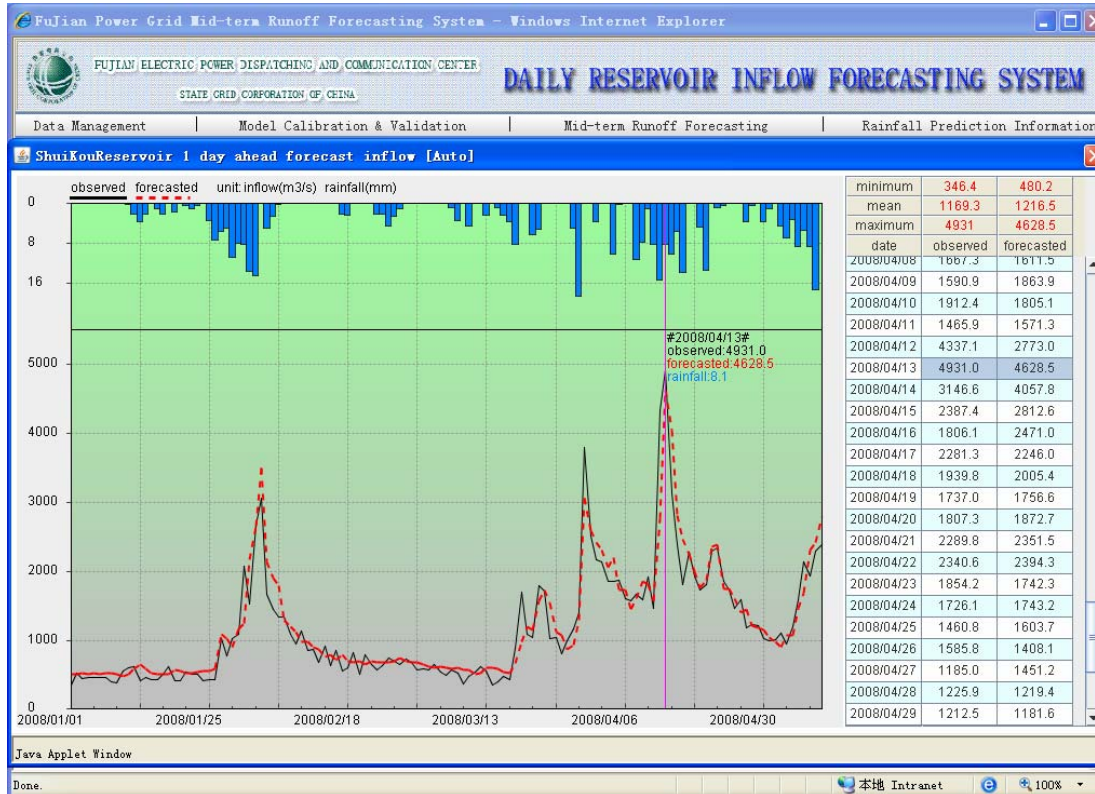 FuJian Power Grid Mid-term Runoff Forecasting System - Windows Internet Explorer
FUJIAN ELECTRIC POWER DISPATCHING AND COMMUNICATION CENTER
STATE GRID CORPORATION OF CHINA
DAILY RESERVOIR INFLOW FORECASTING SYSTEM
Data Management | Model Calibration & Validation | Mid-term Runoff Forecasting | Rainfall Prediction Information
ShuiKouReservoir 1 day ahead forecast inflow [Auto]
observed forecasted unit: inflow(m3/s) rainfall(mm)
0
8
16
5000
4000
3000
2000
1000
0
#2008/04/13#
observed:4931.0
forecasted:4628.5
rainfall:8.1
2008/01/01 2008/01/25 2008/02/18 2008/03/13 2008/04/06 2008/04/30
minimum 346.4 480.2
mean 1169.3 1216.5
maximum 4931 4628.5
date observed forecasted
2008/04/08 1667.3 1611.5
2008/04/09 1590.9 1863.9
2008/04/10 1912.4 1805.1
2008/04/11 1465.9 1571.3
2008/04/12 4337.1 2773.0
2008/04/13 4931.0 4628.5
2008/04/14 3146.6 4057.8
2008/04/15 2387.4 2812.6
2008/04/16 1806.1 2471.0
2008/04/17 2281.3 2246.0
2008/04/18 1939.8 2005.4
2008/04/19 1737.0 1756.6
2008/04/20 1807.3 1872.7
2008/04/21 2289.8 2351.5
2008/04/22 2340.6 2394.3
2008/04/23 1854.2 1742.3
2008/04/24 1726.1 1743.2
2008/04/25 1460.8 1603.7
2008/04/26 1585.8 1408.1
2008/04/27 1185.0 1451.2
2008/04/28 1225.9 1219.4
2008/04/29 1212.5 1181.6
Java Applet Window
Done.
本地 Intranet
100%